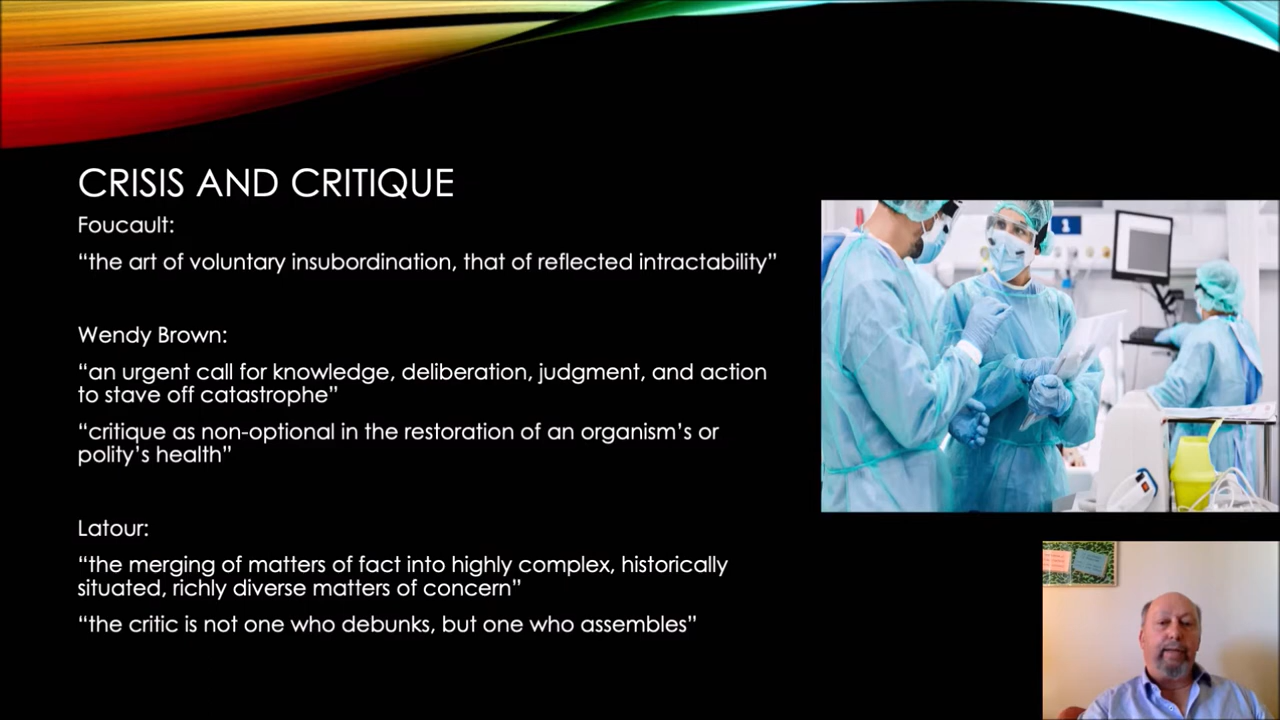 CRISIS AND CRITIQUE
Foucault:
“the art of voluntary insubordination, that of reflected intractability”
Wendy Brown:
“an urgent call for knowledge, deliberation, judgment, and action
to stave off catastrophe”
“critique as non-optional in the restoration of an organism’s or
polity’s health”
Latour:
“the merging of matters of fact into highly complex, historically
situated, richly diverse matters of concern”
“the critic is not one who debunks, but one who assembles”